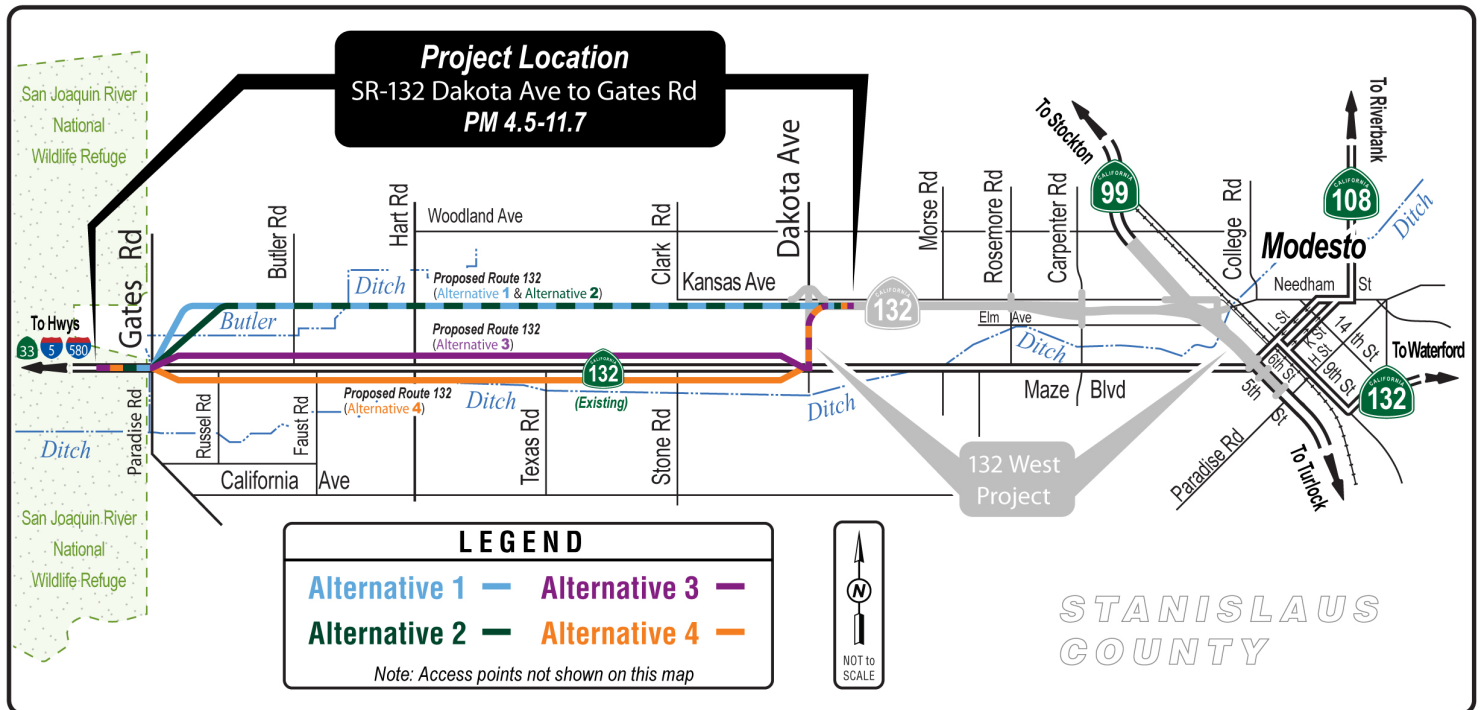 Project Location
SR-132 Dakota Ave to Gates Rd
PM 4.5-11.7
San Joaquin River
National
Wildlife Refuge
To Hwys
33
5
580
Gates Rd
Butler Rd
Hart Rd
Woodland Ave
Clark Rd
Kansas Ave
Dakota Ave
Morse Rd
Rosemore Rd
Carpenter Rd
College Rd
To Stockton
CALIFORNIA
99
To Riverbank
CALIFORNIA
108
Ditch
Modesto
Needham St
Proposed Route 132
(Alternative 1 & Alternative 2)
Ditch
Butler
Proposed Route 132
(Alternative 3)
CALIFORNIA
132
Elm Ave
Ditch
14 th St
H 9th St
6th St
5th St
To Waterford
CALIFORNIA
132
CALIFORNIA
132
(Existing)
Proposed Route 132
(Alternative 4)
Ditch
Ditch
Maze Blvd
Paradise Rd
Russel Rd
Faust Rd
Texas Rd
Stone Rd
Ditch
California Ave
132 West
Project
Paradise Rd
To Turlock
San Joaquin River
National
Wildlife Refuge
LEGEND
Alternative 1
Alternative 3
Alternative 2
Alternative 4
Note: Access points not shown on this map
N
NOT to
SCALE
STANISLAUS
COUNTY